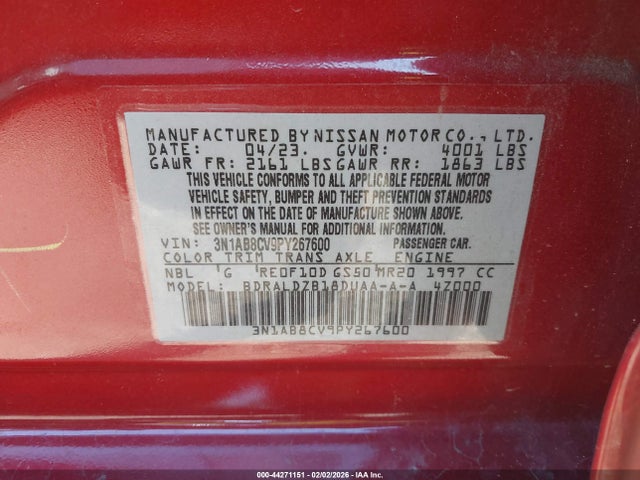 MANUFACTURED BY NISSAN MOTOR CO., LTD.
DATE: 04/23. GVWR: 4001 LBS
GAWR FR: 2161 LBS GAWR RR: 1863 LBS
THIS VEHICLE CONFORMS TO ALL APPLICABLE FEDERAL MOTOR
VEHICLE SAFETY, BUMPER AND THEFT PREVENTION STANDARDS
IN EFFECT ON THE DATE OF MANUFACTURE SHOWN ABOVE.
SEE OWNER'S MANUAL FOR ADDITIONAL INFORMATION.
VIN: 3N1AB8CV9PY267600 PASSENGER CAR.
COLOR TRIM TRANS AXLE ENGINE
NBL G RE0F10D GS50 MR20 1997 CC
MODEL: BDRALDZB18DUAA-A-A 4Z000
3N1AB8CV9PY267600
000-44271151 | 02/02/2026 - IAA Inc.